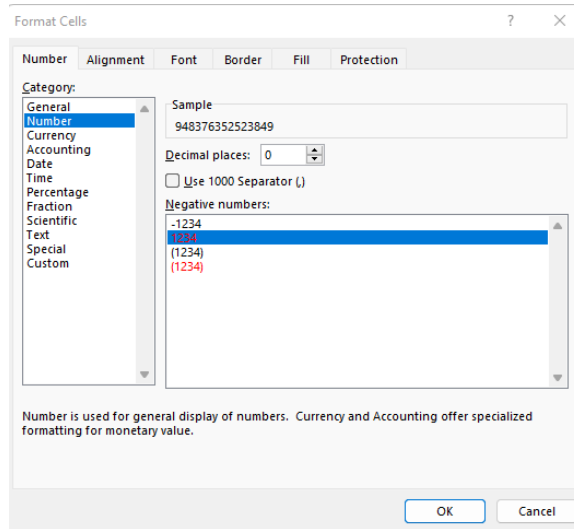 Format Cells
Number Alignment Font Border Fill Protection
Category:
General
Number
Currency
Accounting
Date
Time
Percentage
Fraction
Scientific
Text
Special
Custom
Sample
948376352523849
Decimal places: 0
Use 1000 Separator (,)
Negative numbers:
-1234
1234
(1234)
(1234)
Number is used for general display of numbers. Currency and Accounting offer specialized
formatting for monetary value.
OK Cancel